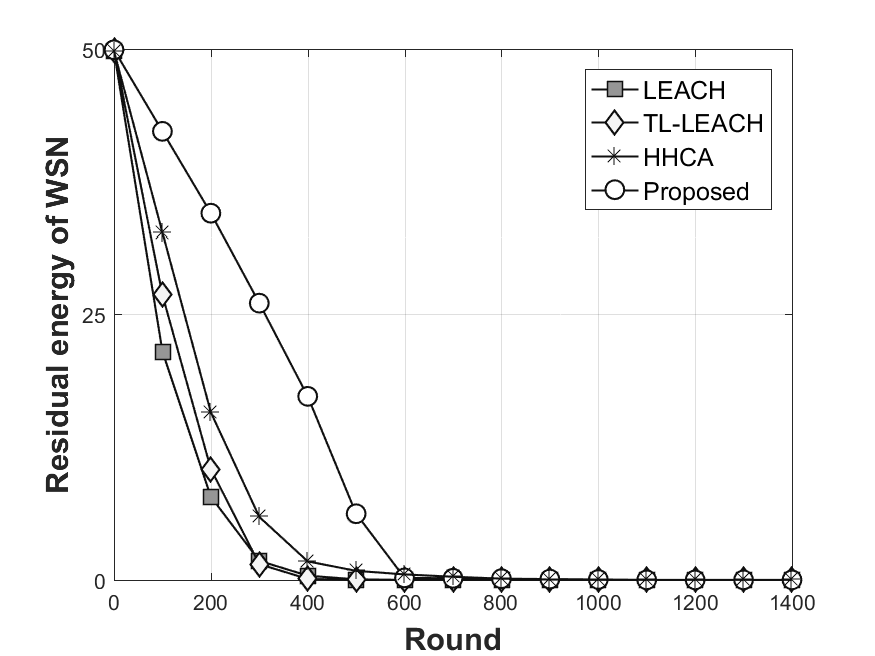 50
25
0
0 200 400 600 800 1000 1200 1400
Residual energy of WSN
Round
LEACH
TL-LEACH
HHCA
Proposed